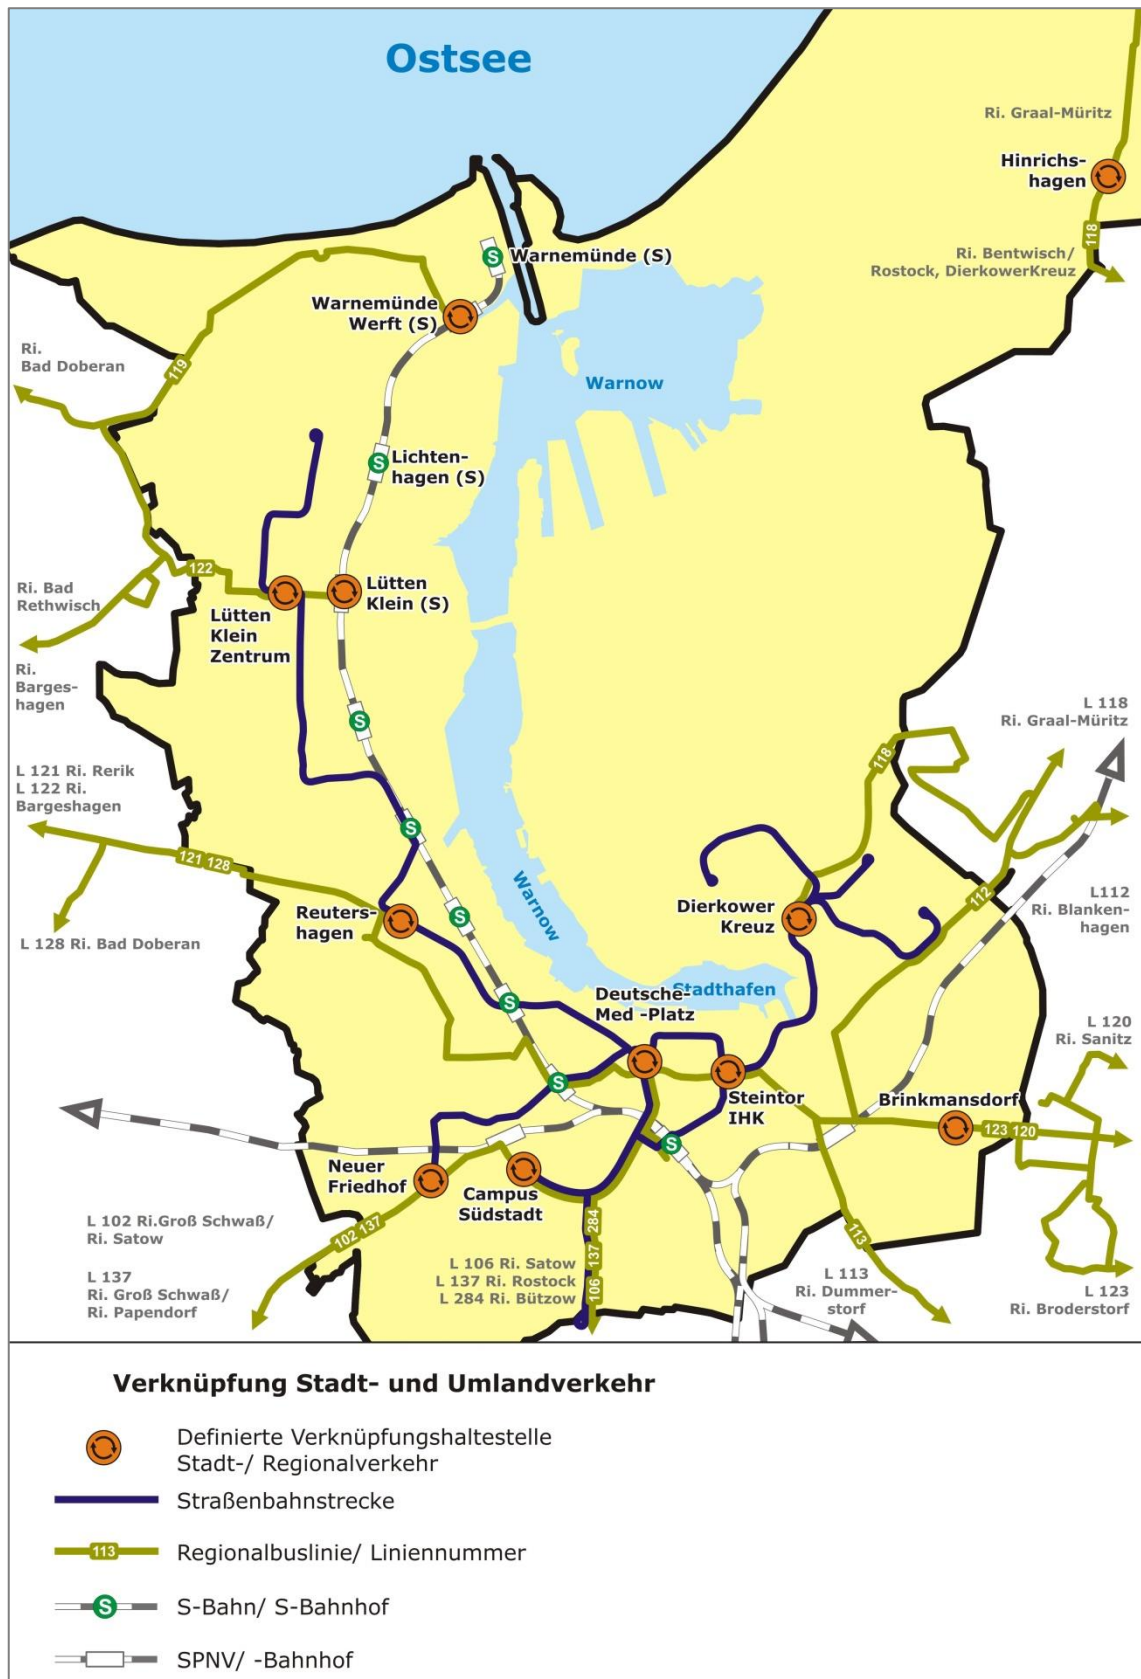 Ostsee
Ri. Graal-Müritz
Hinrichs-
hagen
118
Ri. Bentwisch/
Rostock, DierkowerKreuz
S
Warnemünde (S)
Warnemünde
Werft (S)
Ri.
Bad Doberan
119
Warnow
S
Lichten-
hagen (S)
122
Ri. Bad
Rethwisch
Lütten
Klein (S)
Lütten
Klein
Zentrum
Ri.
Barges-
hagen
S
L 118
Ri. Graal-Müritz
118
L 121 Ri. Rerik
L 122 Ri.
Bargeshagen
S
121 128
Warnow
S
Reuters-
hagen
Dierkower
Kreuz
112
L112
Ri. Blanken-
hagen
L 128 Ri. Bad Doberan
Stadthafen
Deutsche-
Med -Platz
S
L 120
Ri. Sanitz
S
Steintor
IHK
Brinkmansdorf
123 120
S
Neuer
Friedhof
Campus
Südstadt
L 102 Ri.Groß Schwaß/
Ri. Satow
102 137
284
137
106
113
L 106 Ri. Satow
L 137 Ri. Rostock
L 284 Ri. Bützow
L 137
Ri. Groß Schwaß/
Ri. Papendorf
L 113
Ri. Dummer-
storf
L 123
Ri. Broderstorf
Verknüpfung Stadt- und Umlandverkehr
Definierte Verknüpfungshaltestelle
Stadt-/ Regionalverkehr
Straßenbahnstrecke
113
Regionalbuslinie/ Liniennummer
S
S-Bahn/ S-Bahnhof
SPNV/ -Bahnhof